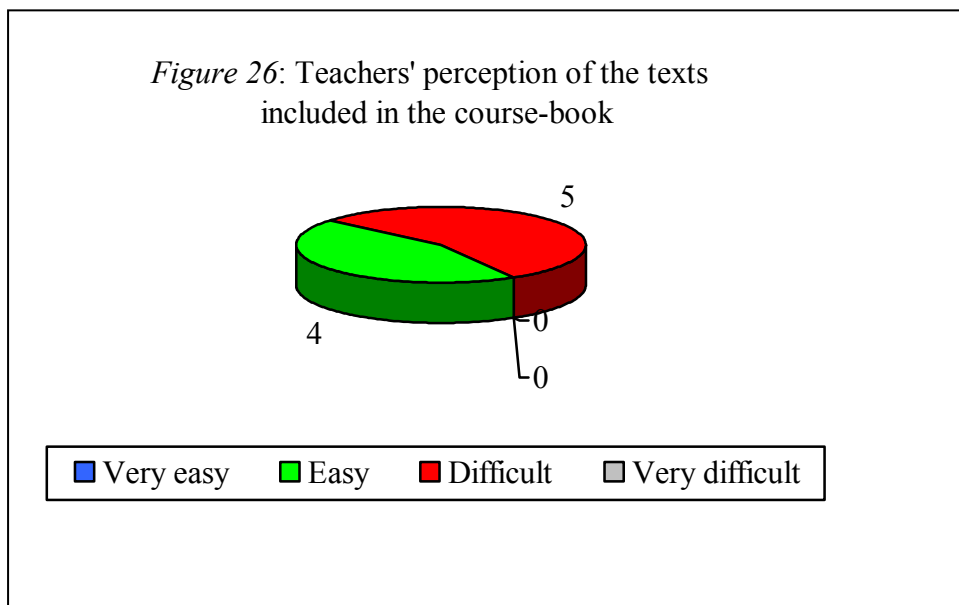 Figure 26: Teachers' perception of the texts
included in the course-book
5
0
4
0
Very easy Easy Difficult Very difficult